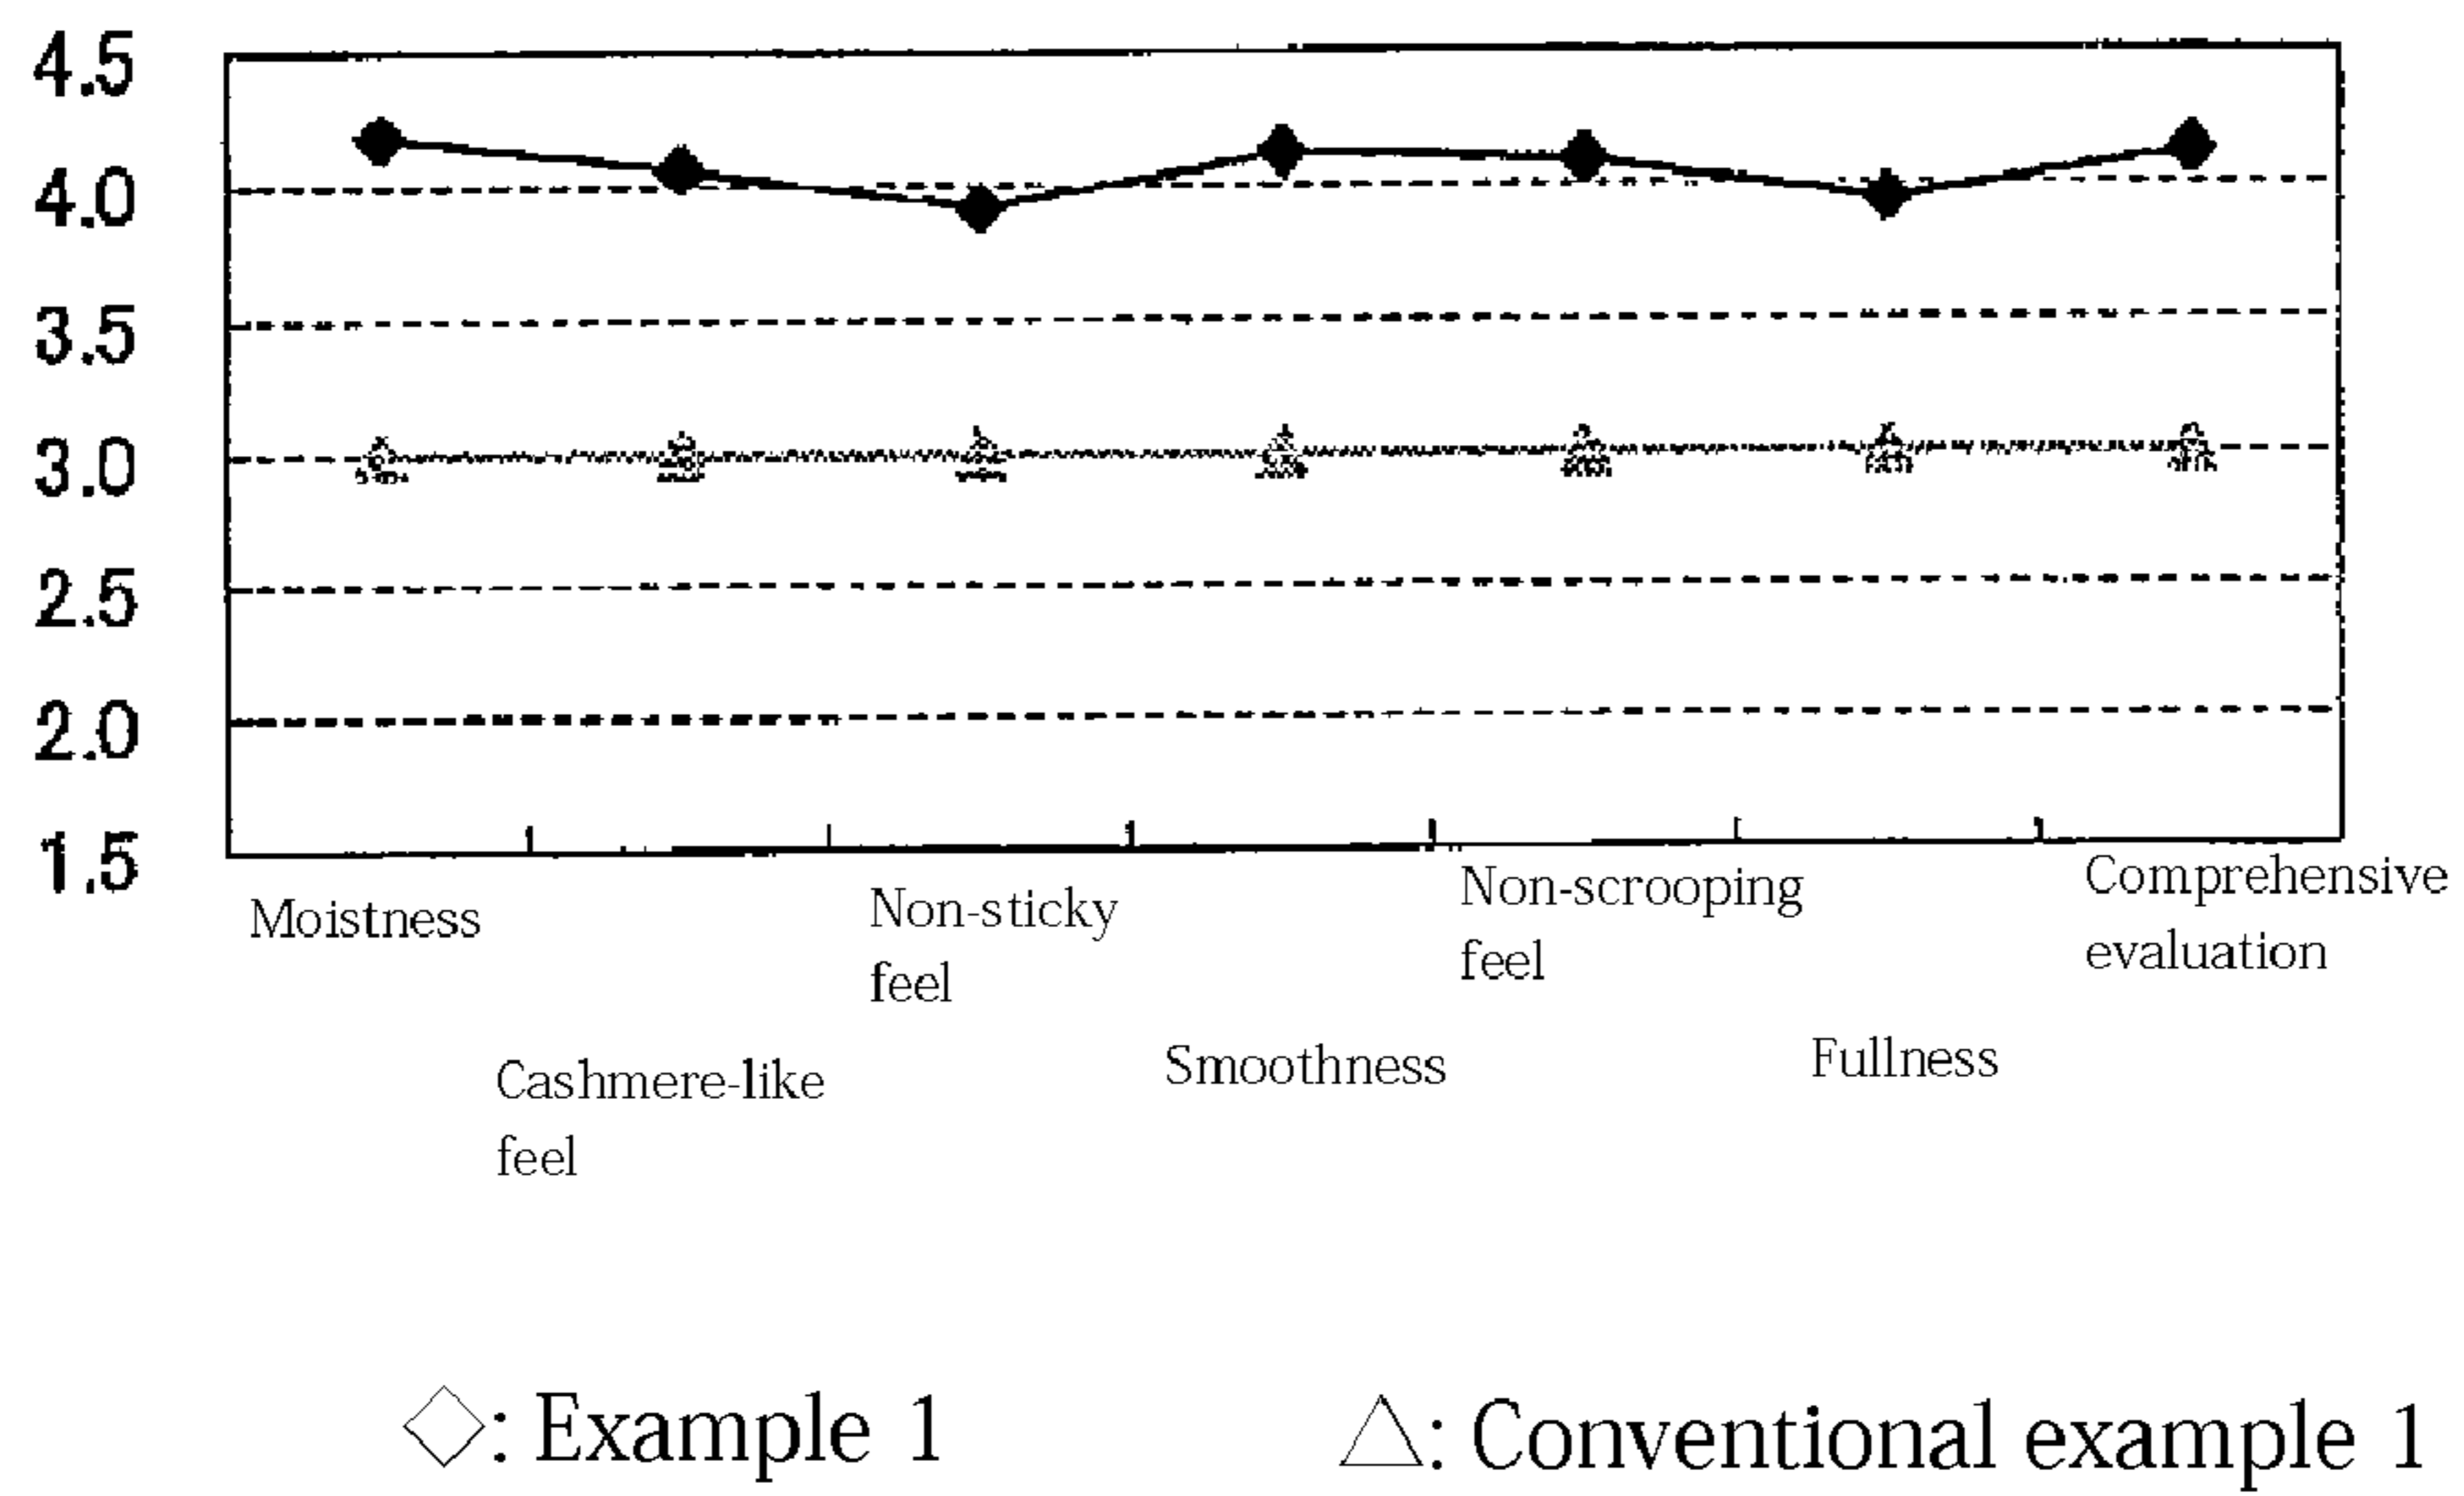 4.5
4.0
3.5
3.0
2.5
2.0
1.5
Moistness
Cashmere-like
feel
Non-sticky
feel
Smoothness
Non-scrooping
feel
Fullness
Comprehensive
evaluation
◇: Example 1
△: Conventional example 1